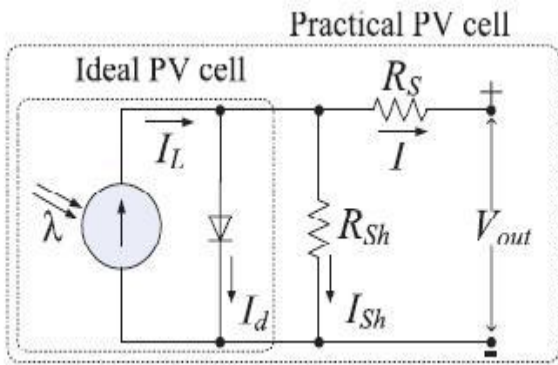 Practical PV cell
Ideal PV cell
R_S
I_L
I
+
λ
R_Sh
V_out
I_d
I_Sh
-